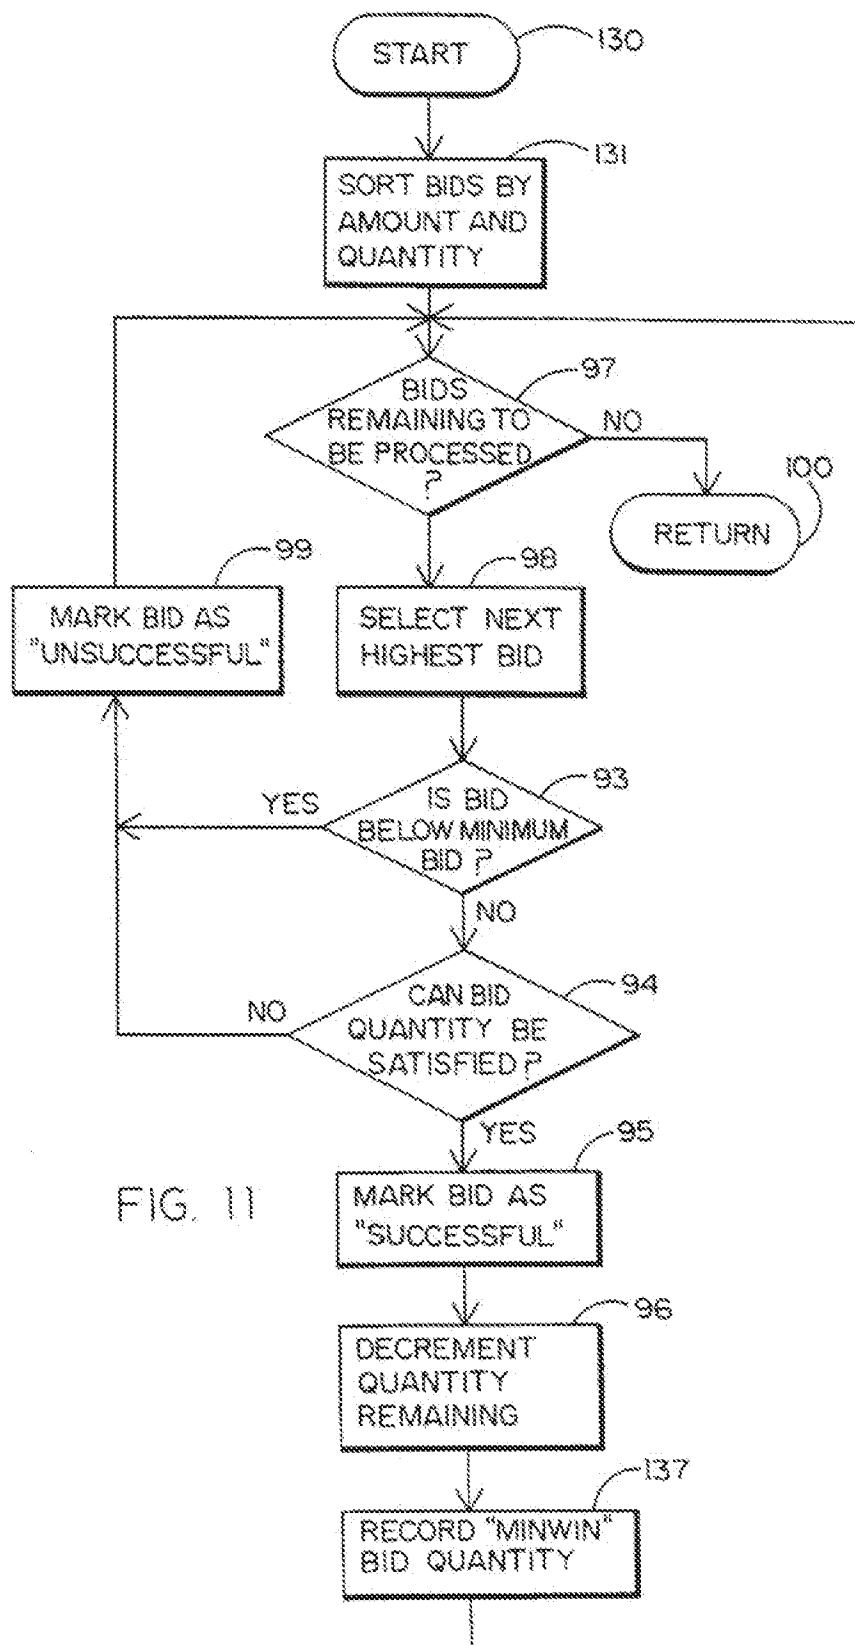 START
130
131
SORT BIDS BY
AMOUNT AND
QUANTITY
97
BIDS
REMAINING TO
BE PROCESSED
?
NO
100
RETURN
99
MARK BID AS
"UNSUCCESSFUL"
98
SELECT NEXT
HIGHEST BID
93
YES
IS BID
BELOW MINIMUM
BID ?
NO
94
NO
CAN BID
QUANTITY BE
SATISFIED ?
YES
95
MARK BID AS
"SUCCESSFUL"
FIG. 11
96
DECREMENT
QUANTITY
REMAINING
137
RECORD "MINWIN"
BID QUANTITY